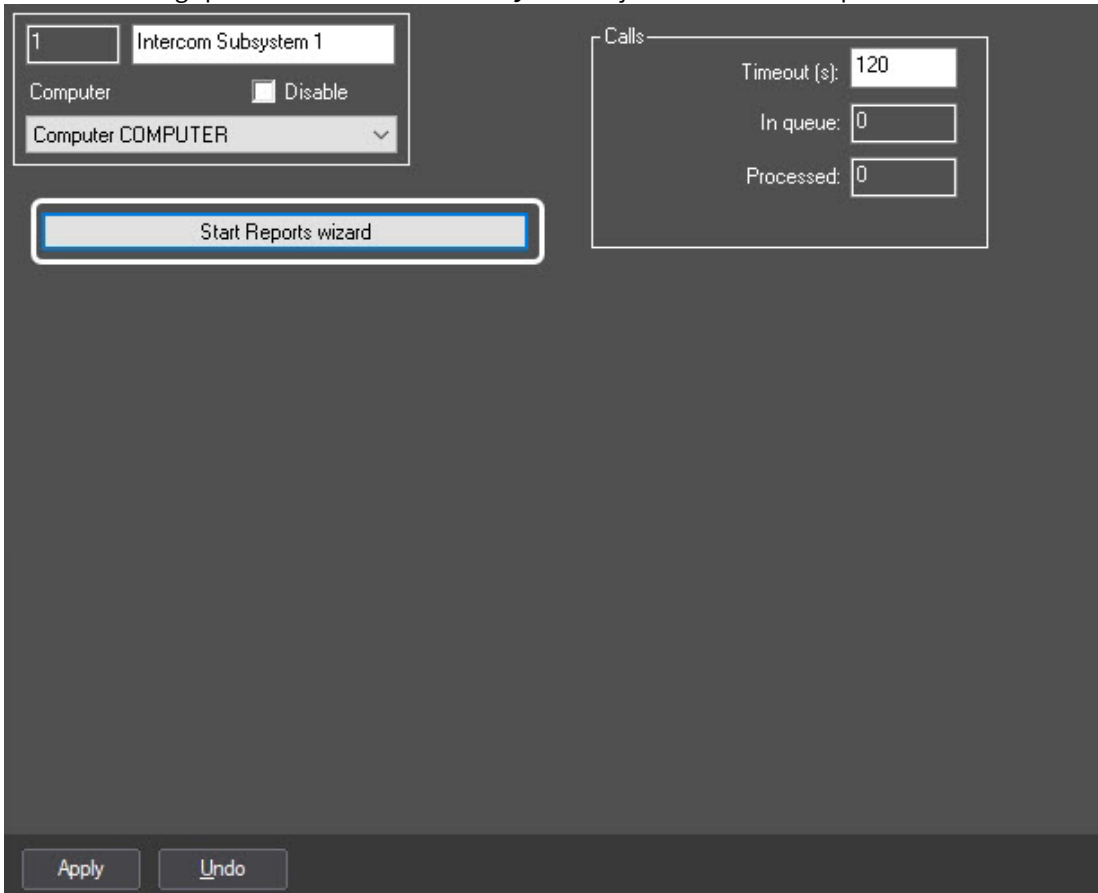 1
Intercom Subsystem 1
Computer
Disable
Computer COMPUTER
Start Reports wizard
Calls
Timeout (s): 120
In queue: 0
Processed: 0
Apply
Undo